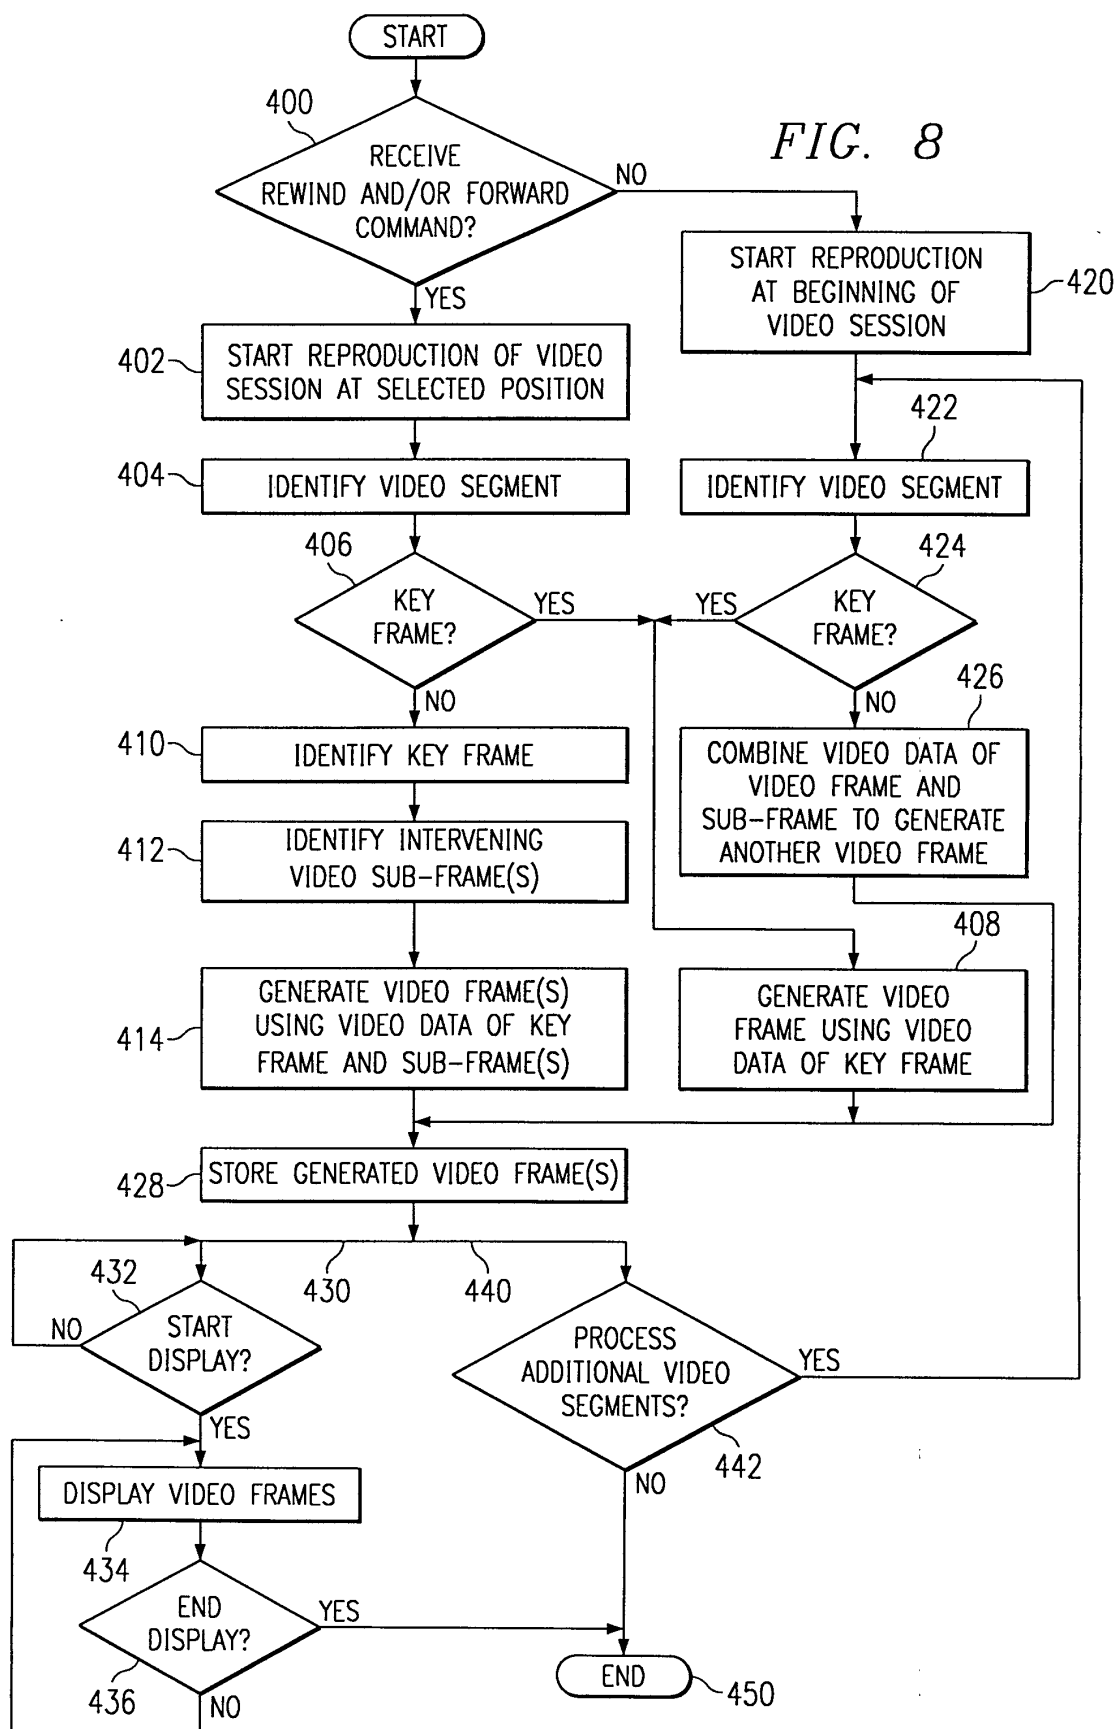 START
400
FIG. 8
RECEIVE
REWIND AND/OR FORWARD
COMMAND?
NO
YES
START REPRODUCTION
AT BEGINNING OF
VIDEO SESSION
420
402
START REPRODUCTION OF VIDEO
SESSION AT SELECTED POSITION
422
404
IDENTIFY VIDEO SEGMENT
IDENTIFY VIDEO SEGMENT
406
424
KEY
FRAME?
YES
YES
KEY
FRAME?
NO
NO
426
410
IDENTIFY KEY FRAME
COMBINE VIDEO DATA OF
VIDEO FRAME AND
SUB-FRAME TO GENERATE
ANOTHER VIDEO FRAME
412
IDENTIFY INTERVENING
VIDEO SUB-FRAME(S)
408
414
GENERATE VIDEO FRAME(S)
USING VIDEO DATA OF KEY
FRAME AND SUB-FRAME(S)
GENERATE VIDEO
FRAME USING VIDEO
DATA OF KEY FRAME
428
STORE GENERATED VIDEO FRAME(S)
432
430
440
NO
START
DISPLAY?
YES
PROCESS
ADDITIONAL VIDEO
SEGMENTS?
YES
442
NO
DISPLAY VIDEO FRAMES
434
END
DISPLAY?
YES
436
NO
END
450